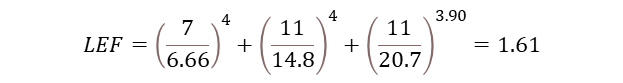 LEF = (7/6.66)^4 + (11/14.8)^4 + (11/20.7)^3.90 = 1.61